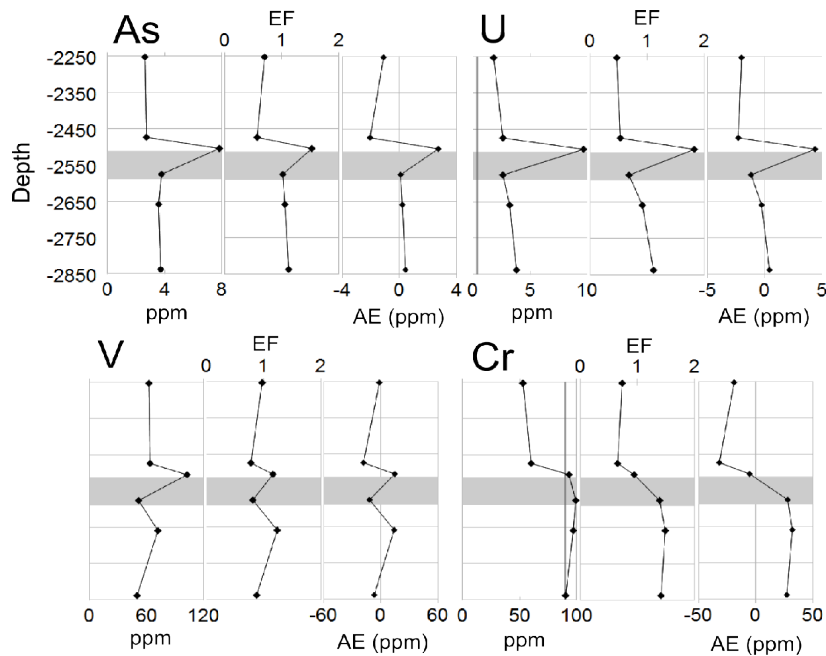 As
EF
0 1 2
U
EF
0 1 2
Depth
-2250
-2350
-2450
-2550
-2650
-2750
-2850
0 4 8
ppm
-4 0 4
AE (ppm)
0 5 10
ppm
-5 0 5
AE (ppm)
V
EF
0 1 2
Cr
EF
0 1 2
0 60 120
ppm
-60 0 60
AE (ppm)
0 50 100
ppm
-50 0 50
AE (ppm)